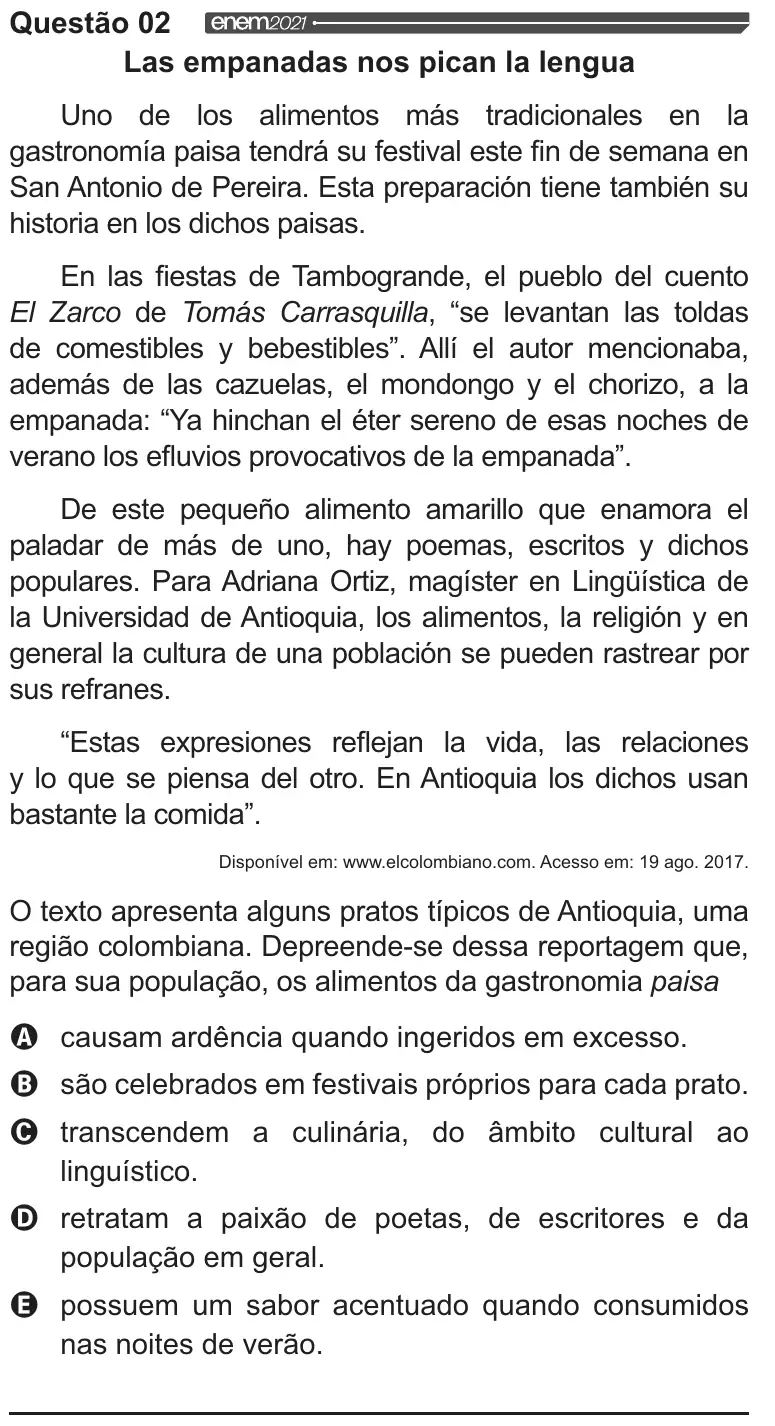 Questão 02 enem2021
Las empanadas nos pican la lengua
Uno de los alimentos más tradicionales en la
gastronomía paisa tendrá su festival este fin de semana en
San Antonio de Pereira. Esta preparación tiene también su
historia en los dichos paisas.
En las fiestas de Tambogrande, el pueblo del cuento
El Zarco de Tomás Carrasquilla, “se levantan las toldas
de comestibles y bebestibles”. Allí el autor mencionaba,
además de las cazuelas, el mondongo y el chorizo, a la
empanada: “Ya hinchan el éter sereno de esas noches de
verano los efluvios provocativos de la empanada”.
De este pequeño alimento amarillo que enamora el
paladar de más de uno, hay poemas, escritos y dichos
populares. Para Adriana Ortiz, magíster en Lingüística de
la Universidad de Antioquia, los alimentos, la religión y en
general la cultura de una población se pueden rastrear por
sus refranes.
“Estas expresiones reflejan la vida, las relaciones
y lo que se piensa del otro. En Antioquia los dichos usan
bastante la comida”.
Disponível em: www.elcolombiano.com. Acesso em: 19 ago. 2017.
O texto apresenta alguns pratos típicos de Antioquia, uma
região colombiana. Depreende-se dessa reportagem que,
para sua população, os alimentos da gastronomia paisa
A causam ardência quando ingeridos em excesso.
B são celebrados em festivais próprios para cada prato.
C transcendem a culinária, do âmbito cultural ao
linguístico.
D retratam a paixão de poetas, de escritores e da
população em geral.
E possuem um sabor acentuado quando consumidos
nas noites de verão.